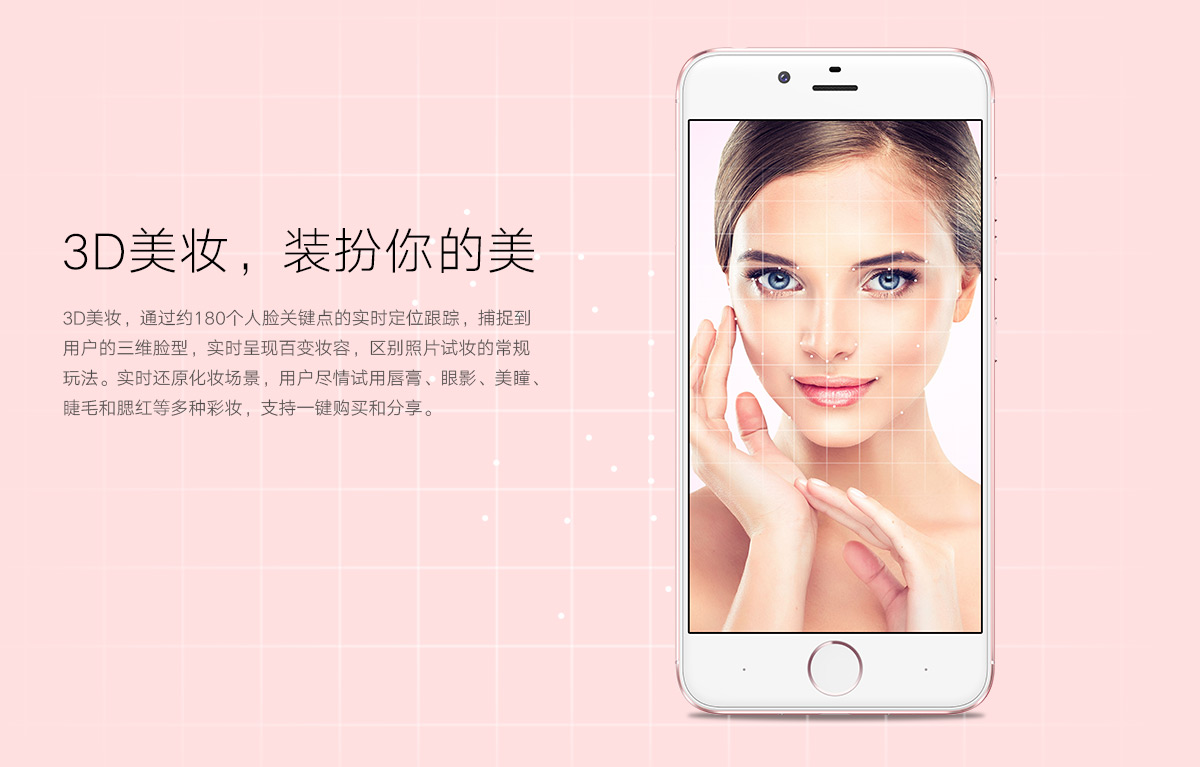 3D美妆，装扮你的美
3D美妆，通过约180个人脸关键点的实时定位跟踪，捕捉到
用户的三维脸型，实时呈现百变妆容，区别照片试妆的常规
玩法。实时还原化妆场景，用户尽情试用唇膏、眼影、美瞳、
睫毛和腮红等多种彩妆，支持一键购买和分享。